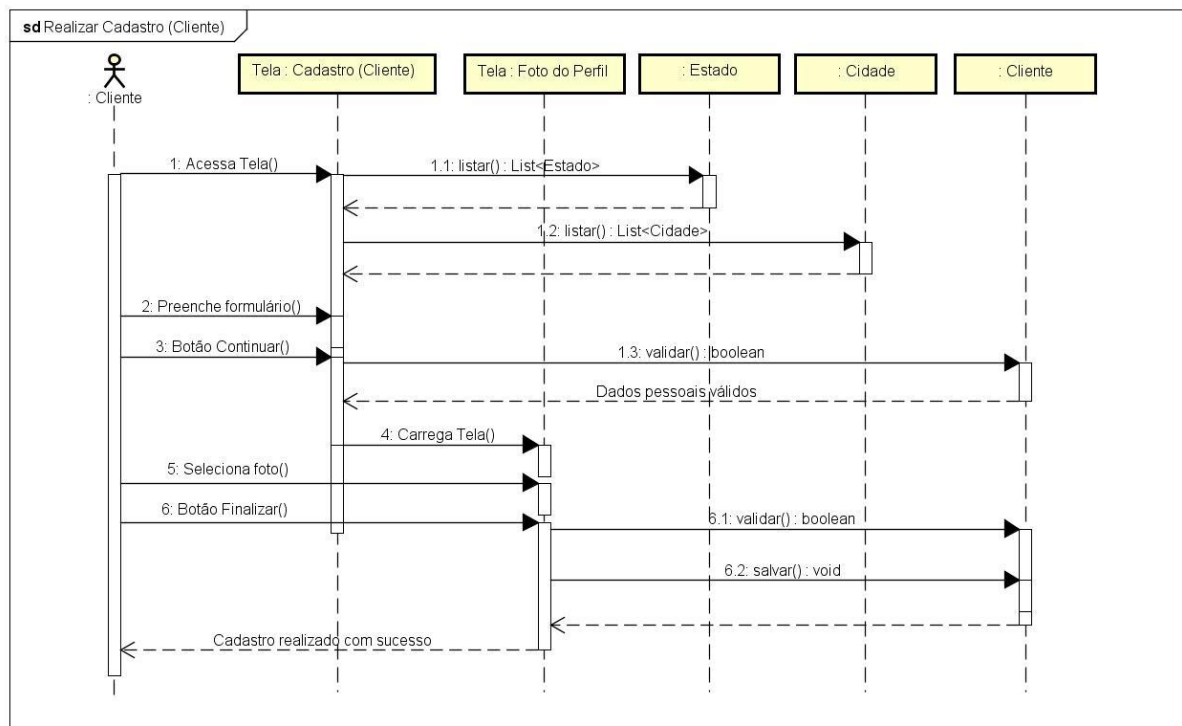 sd Realizar Cadastro (Cliente)
: Cliente
Tela : Cadastro (Cliente)
Tela : Foto do Perfil
: Estado
: Cidade
: Cliente
1: Acessa Tela()
1.1: listar() : List<Estado>
1.2: listar() : List<Cidade>
2: Preenche formulário()
3: Botão Continuar()
1.3: validar() : boolean
Dados pessoais válidos
4: Carrega Tela()
5: Seleciona foto()
6: Botão Finalizar()
6.1: validar() : boolean
6.2: salvar() : void
Cadastro realizado com sucesso